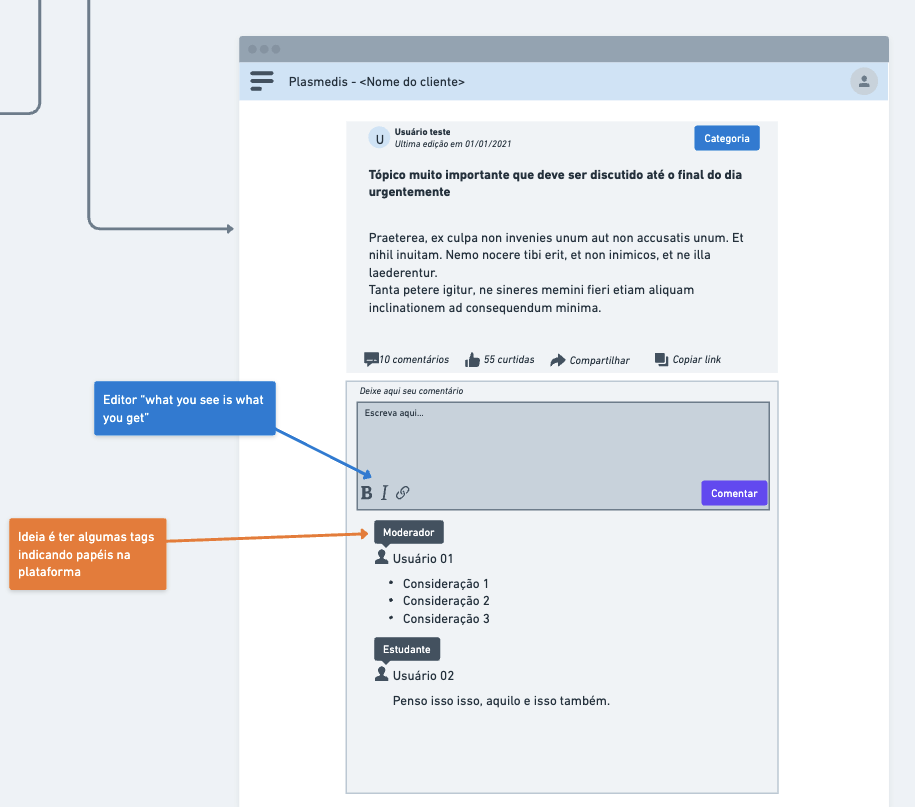 Plasmedis - <Nome do cliente>
U
Usuário teste
Ultima edição em 01/01/2021
Categoria
Tópico muito importante que deve ser discutido até o final do dia
urgentemente
Praeterea, ex culpa non invenies unum aut non accusatis unum. Et
nihil inuitam. Nemo nocere tibi erit, et non inimicos, et ne illa
laederentur.
Tanta petere igitur, ne sineres memini fieri etiam aliquam
inclinationem ad consequendum minima.
10 comentários
55 curtidas
Compartilhar
Copiar link
Deixe aqui seu comentário
Escreva aqui...
B I
Comentar
Editor “what you see is what
you get”
Ideia é ter algumas tags
indicando papéis na
plataforma
Moderador
Usuário 01
• Consideração 1
• Consideração 2
• Consideração 3
Estudante
Usuário 02
Penso isso isso, aquilo e isso também.